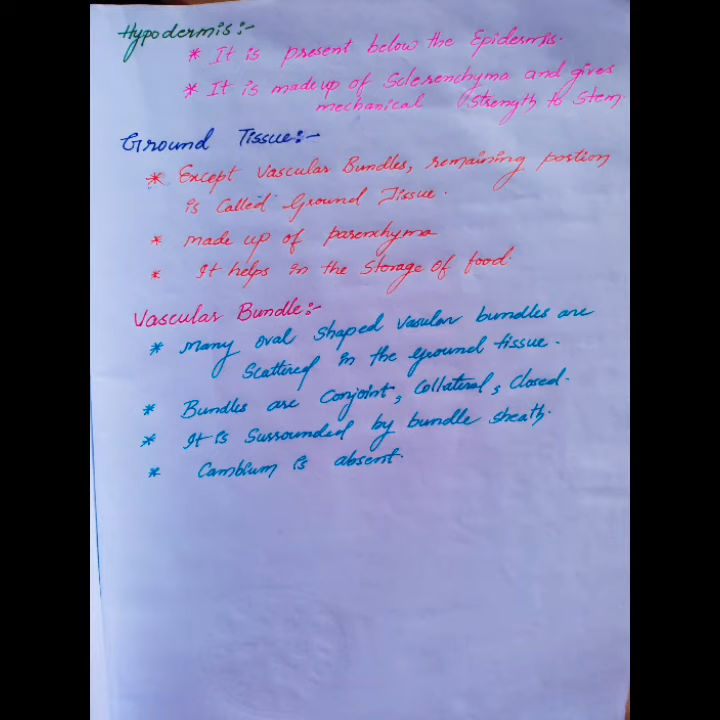 Hypodermis:-
* It is present below the Epidermis.
* It is made up of Sclerenchyma and gives
mechanical strength to stem.
Ground Tissue:-
* Except Vascular Bundles, remaining portion
is called Ground Tissue.
* made up of parenchyma
* It helps in the storage of food.
Vascular Bundle:-
* Many oval shaped vasular bundles are
Scattered in the ground tissue.
* Bundles are conjoint, Collateral, Closed.
* It is Surrounded by bundle sheath.
* Cambium is absent.